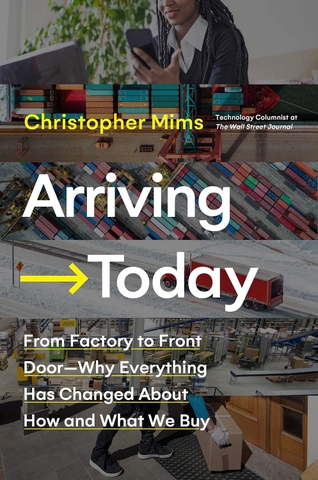 Christopher Mims
Technology Columnist at
The Wall Street Journal
Arriving
Today
From Factory to Front
Door—Why Everything
Has Changed About
How and What We Buy